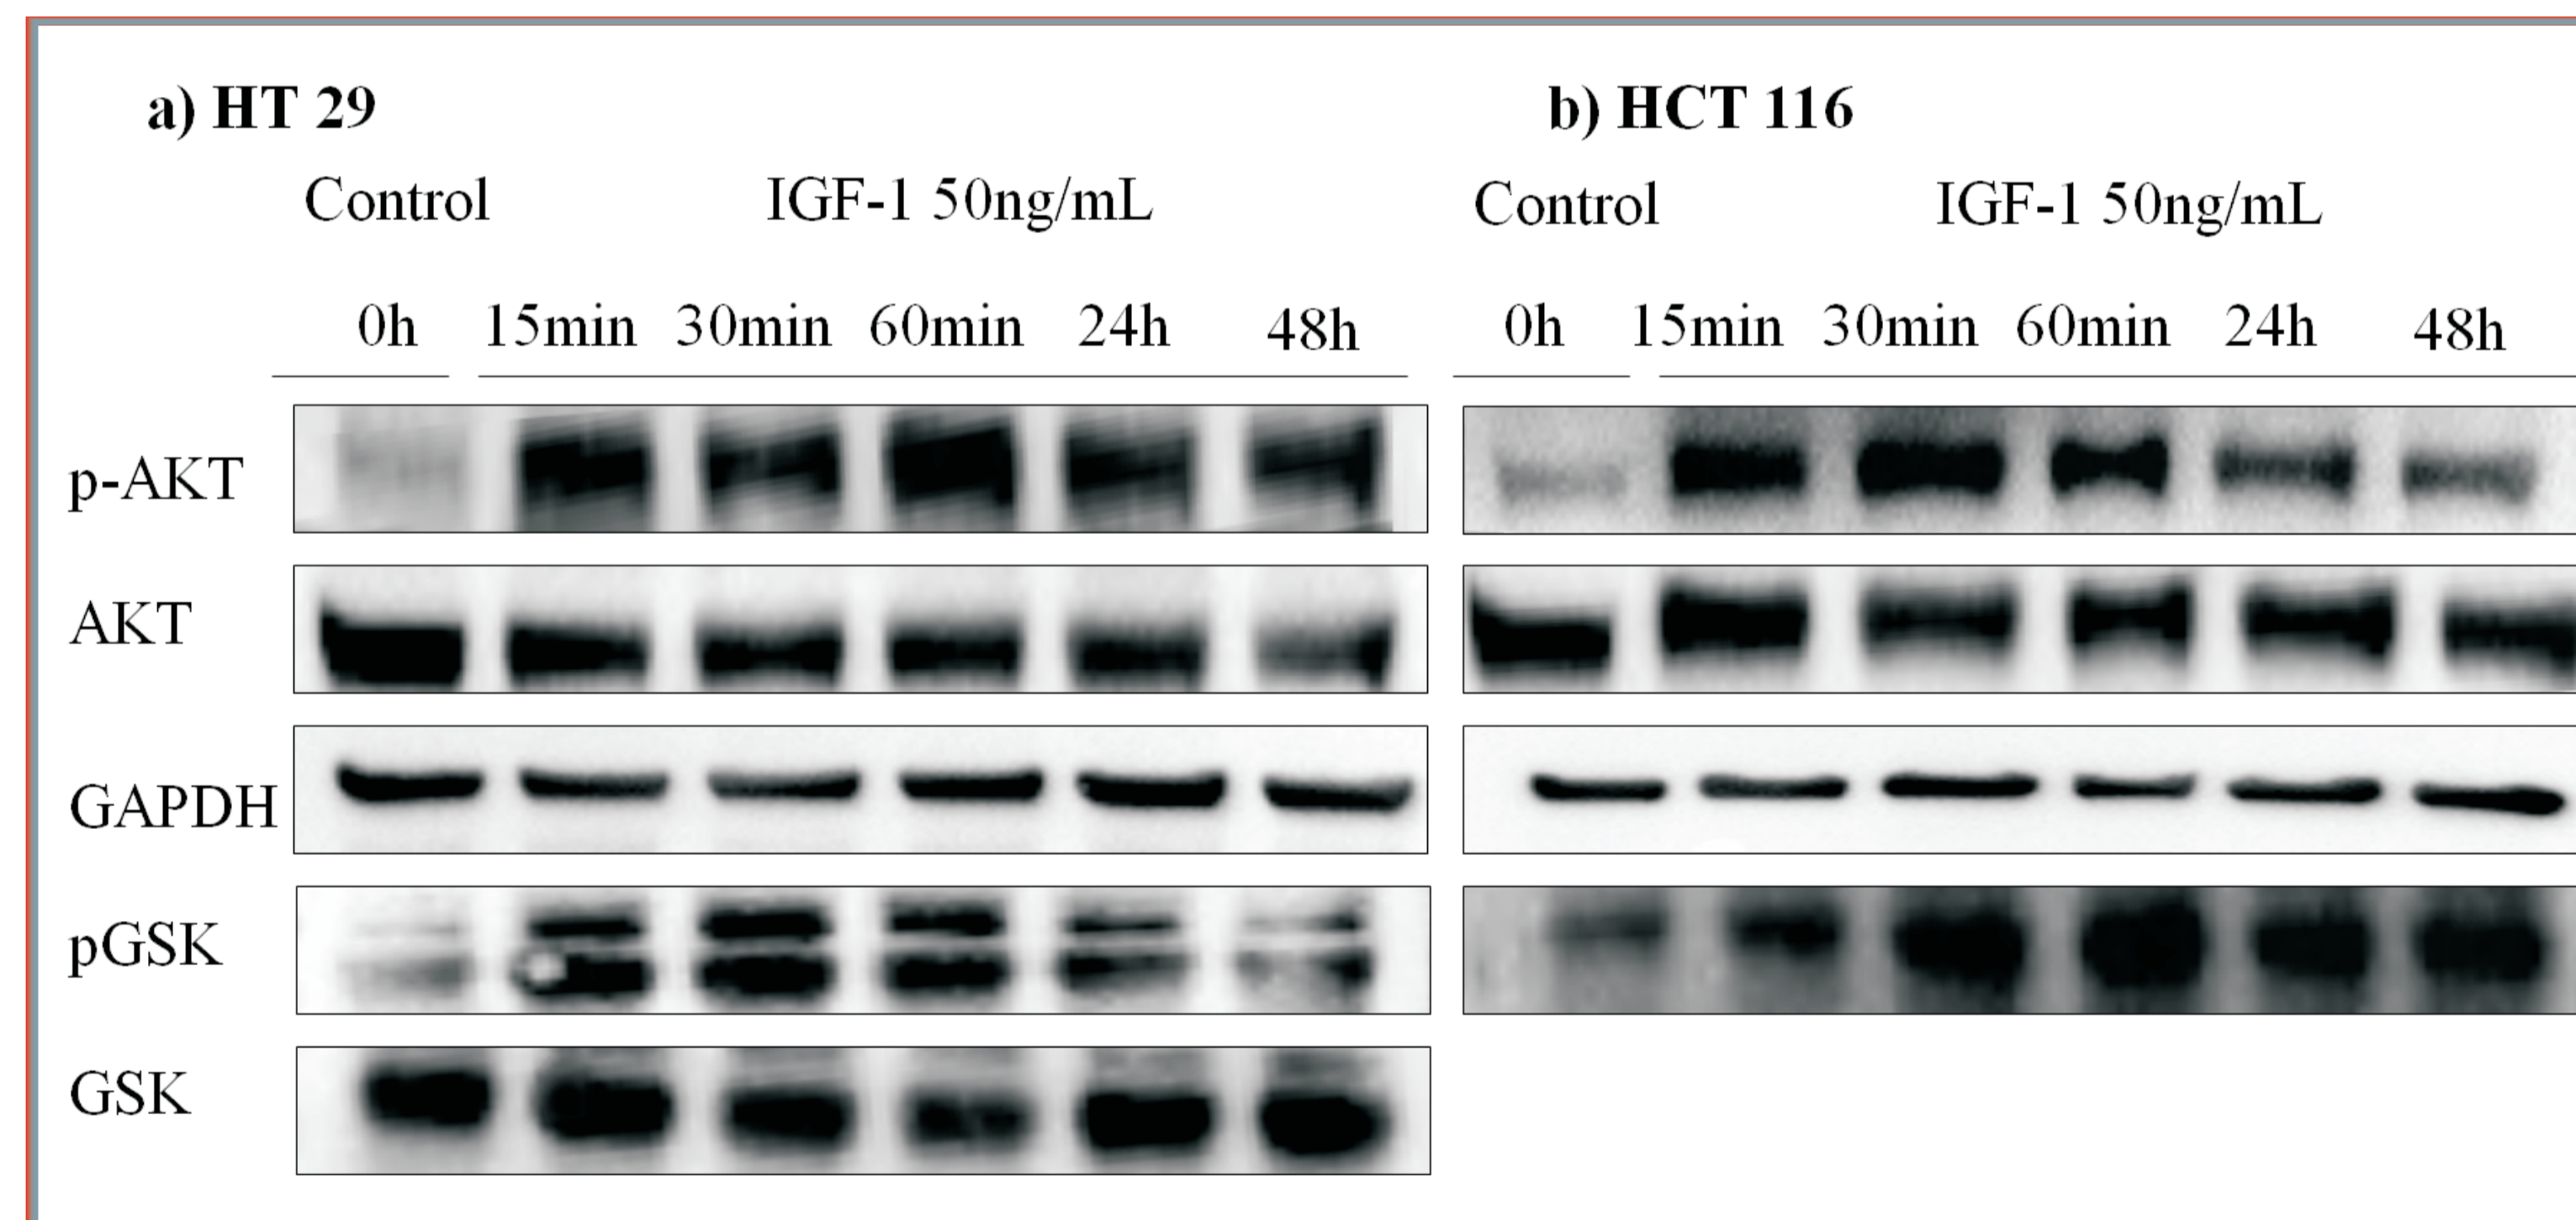 a) HT 29
Control IGF-1 50ng/mL
0h 15min 30min 60min 24h 48h
b) HCT 116
Control IGF-1 50ng/mL
0h 15min 30min 60min 24h 48h
p-AKT
AKT
GAPDH
pGSK
GSK